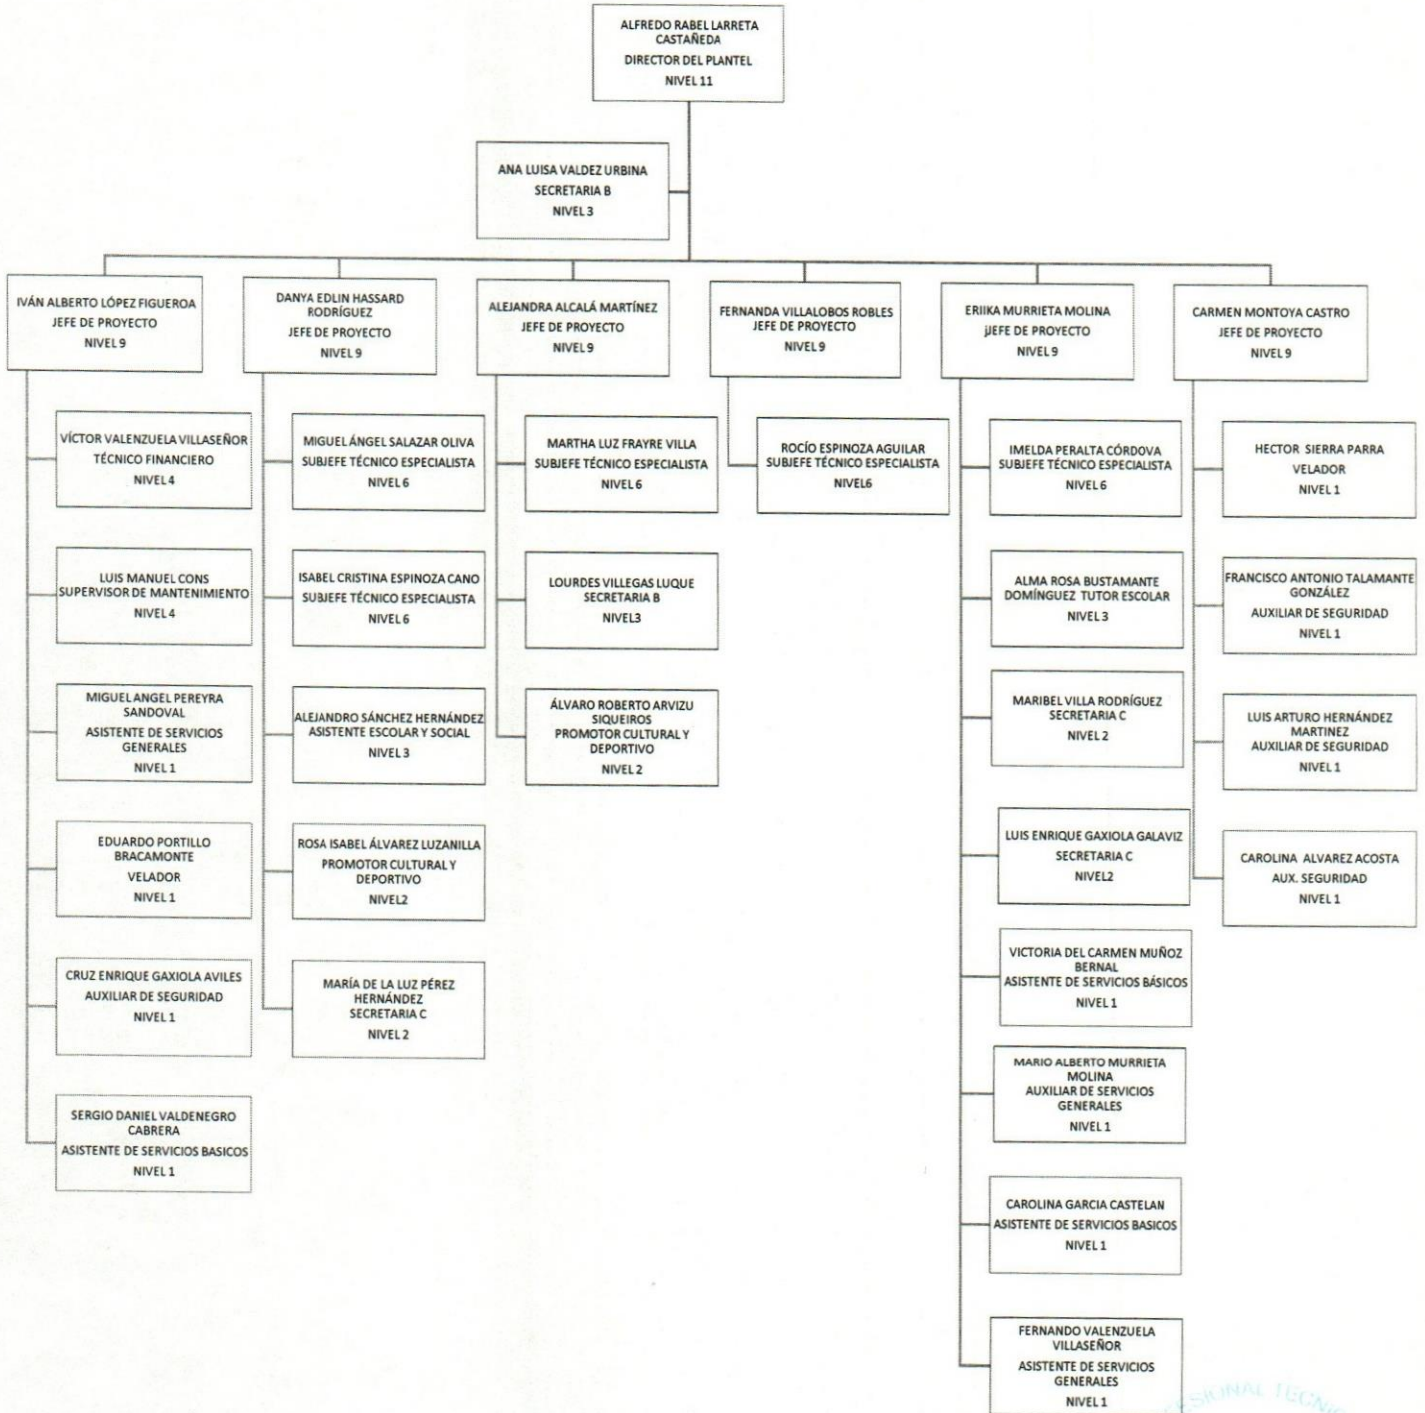 ALFREDO RABEL LARRETA
CASTAÑEDA
DIRECTOR DEL PLANTEL
NIVEL 11
ANA LUISA VALDEZ URBINA
SECRETARIA B
NIVEL 3
IVÁN ALBERTO LÓPEZ FIGUEROA
JEFE DE PROYECTO
NIVEL 9
VÍCTOR VALENZUELA VILLASEÑOR
TÉCNICO FINANCIERO
NIVEL 4
LUIS MANUEL CONS
SUPERVISOR DE MANTENIMIENTO
NIVEL 4
MIGUEL ANGEL PEREYRA
SANDOVAL
ASISTENTE DE SERVICIOS
GENERALES
NIVEL 1
EDUARDO PORTILLO
BRACAMONTE
VELADOR
NIVEL 1
CRUZ ENRIQUE GAXIOLA AVILES
AUXILIAR DE SEGURIDAD
NIVEL 1
SERGIO DANIEL VALDENEGRO
CABRERA
ASISTENTE DE SERVICIOS BASICOS
NIVEL 1
DANYA EDLIN HASSARD
RODRÍGUEZ
JEFE DE PROYECTO
NIVEL 9
MIGUEL ÁNGEL SALAZAR OLIVA
SUBJEFE TÉCNICO ESPECIALISTA
NIVEL 6
ISABEL CRISTINA ESPINOZA CANO
SUBJEFE TÉCNICO ESPECIALISTA
NIVEL 6
ALEJANDRO SÁNCHEZ HERNÁNDEZ
ASISTENTE ESCOLAR Y SOCIAL
NIVEL 3
ROSA ISABEL ÁLVAREZ LUZANILLA
PROMOTOR CULTURAL Y
DEPORTIVO
NIVEL2
MARÍA DE LA LUZ PÉREZ
HERNÁNDEZ
SECRETARIA C
NIVEL 2
ALEJANDRA ALCALÁ MARTÍNEZ
JEFE DE PROYECTO
NIVEL 9
MARTHA LUZ FRAYRE VILLA
SUBJEFE TÉCNICO ESPECIALISTA
NIVEL 6
LOURDES VILLEGAS LUQUE
SECRETARIA B
NIVEL3
ÁLVARO ROBERTO ARVIZU
SIQUEIROS
PROMOTOR CULTURAL Y
DEPORTIVO
NIVEL 2
FERNANDA VILLALOBOS ROBLES
JEFE DE PROYECTO
NIVEL 9
ROCÍO ESPINOZA AGUILAR
SUBJEFE TÉCNICO ESPECIALISTA
NIVEL6
ERIIKA MURRIETA MOLINA
jJEFE DE PROYECTO
NIVEL 9
IMELDA PERALTA CÓRDOVA
SUBJEFE TÉCNICO ESPECIALISTA
NIVEL 6
ALMA ROSA BUSTAMANTE
DOMÍNGUEZ TUTOR ESCOLAR
NIVEL 3
MARIBEL VILLA RODRÍGUEZ
SECRETARIA C
NIVEL 2
LUIS ENRIQUE GAXIOLA GALAVIZ
SECRETARIA C
NIVEL2
VICTORIA DEL CARMEN MUÑOZ
BERNAL
ASISTENTE DE SERVICIOS BÁSICOS
NIVEL 1
MARIO ALBERTO MURRIETA
MOLINA
AUXILIAR DE SERVICIOS
GENERALES
NIVEL 1
CAROLINA GARCIA CASTELAN
ASISTENTE DE SERVICIOS BASICOS
NIVEL 1
FERNANDO VALENZUELA
VILLASEÑOR
ASISTENTE DE SERVICIOS
GENERALES
NIVEL 1
CARMEN MONTOYA CASTRO
JEFE DE PROYECTO
NIVEL 9
HECTOR SIERRA PARRA
VELADOR
NIVEL 1
FRANCISCO ANTONIO TALAMANTE
GONZÁLEZ
AUXILIAR DE SEGURIDAD
NIVEL 1
LUIS ARTURO HERNÁNDEZ
MARTINEZ
AUXILIAR DE SEGURIDAD
NIVEL 1
CAROLINA ALVAREZ ACOSTA
AUX. SEGURIDAD
NIVEL 1